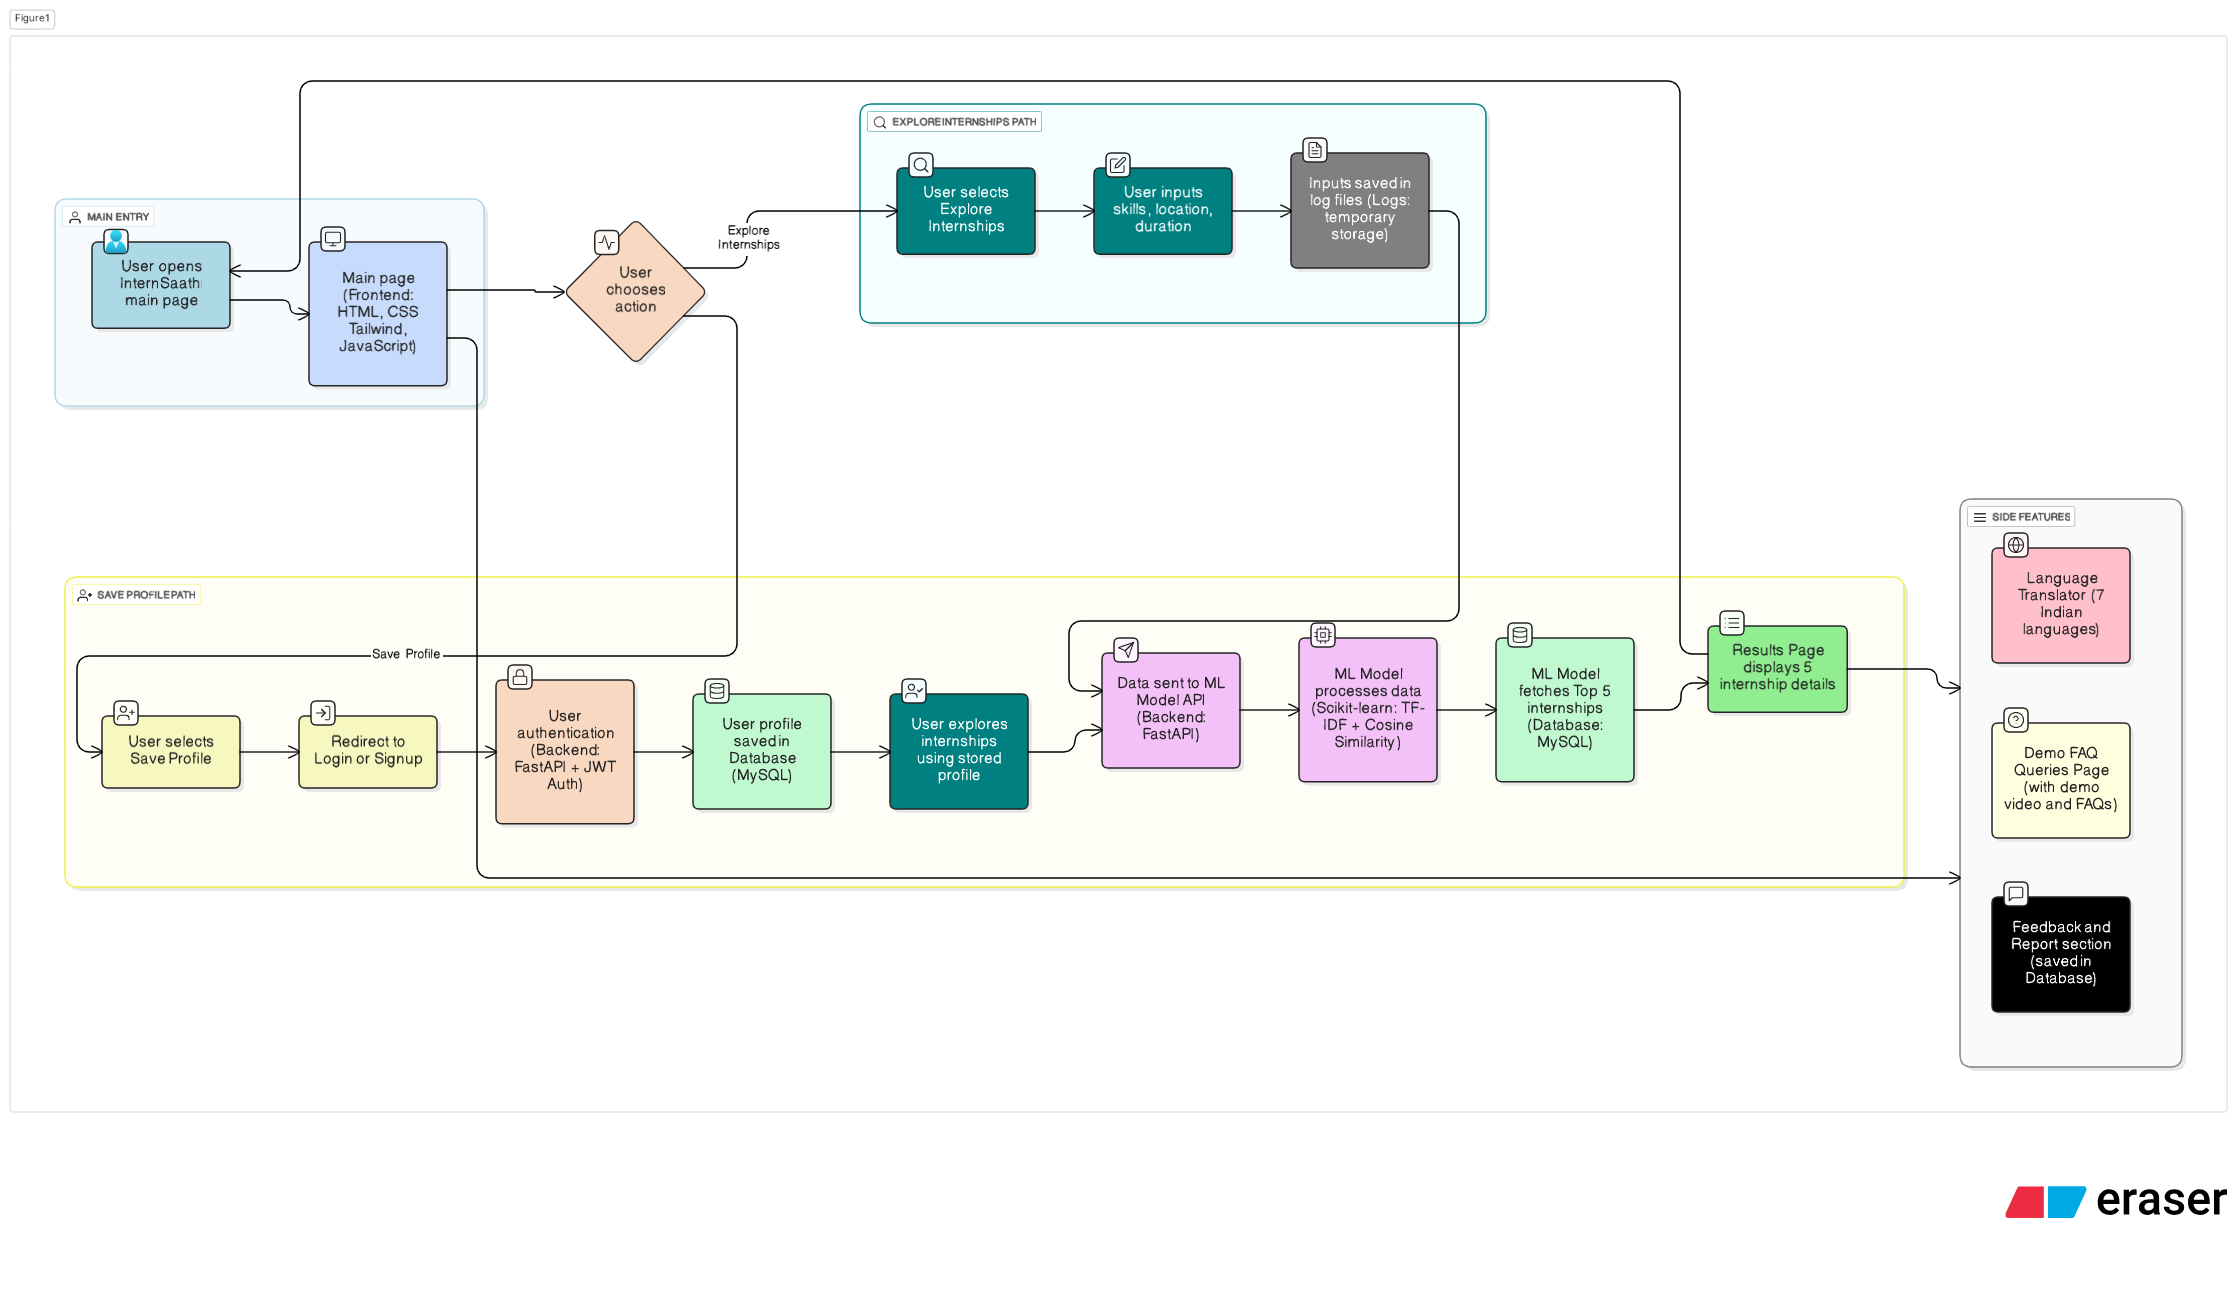 Figure1
EXPLOREINTERNSHIPS PATH
User selects
Explore
Internships
User inputs
skills, location,
duration
Inputs saved in
log files (Logs:
temporary
storage)
MAIN ENTRY
User opens
InternSaathi
main page
Main page
(Frontend:
HTML, CSS
Tailwind,
JavaScript)
User
chooses
action
Explore
Internships
SIDE FEATURES
Language
Translator (7
Indian
languages)
Demo FAQ
Queries Page
(with demo
video and FAQs)
Feedback and
Report section
(saved in
Database)
SAVE PROFILE PATH
Save Profile
User selects
Save Profile
Redirect to
Login or Signup
User
authentication
(Backend:
FastAPI + JWT
Auth)
User profile
saved in
Database
(MySQL)
User explores
internships
using stored
profile
Data sent to ML
Model API
(Backend:
FastAPI)
ML Model
processes data
(Scikit-learn: TF-
IDF + Cosine
Similarity)
ML Model
fetches Top 5
internships
(Database:
MySQL)
Results Page
displays 5
internship details
eraser